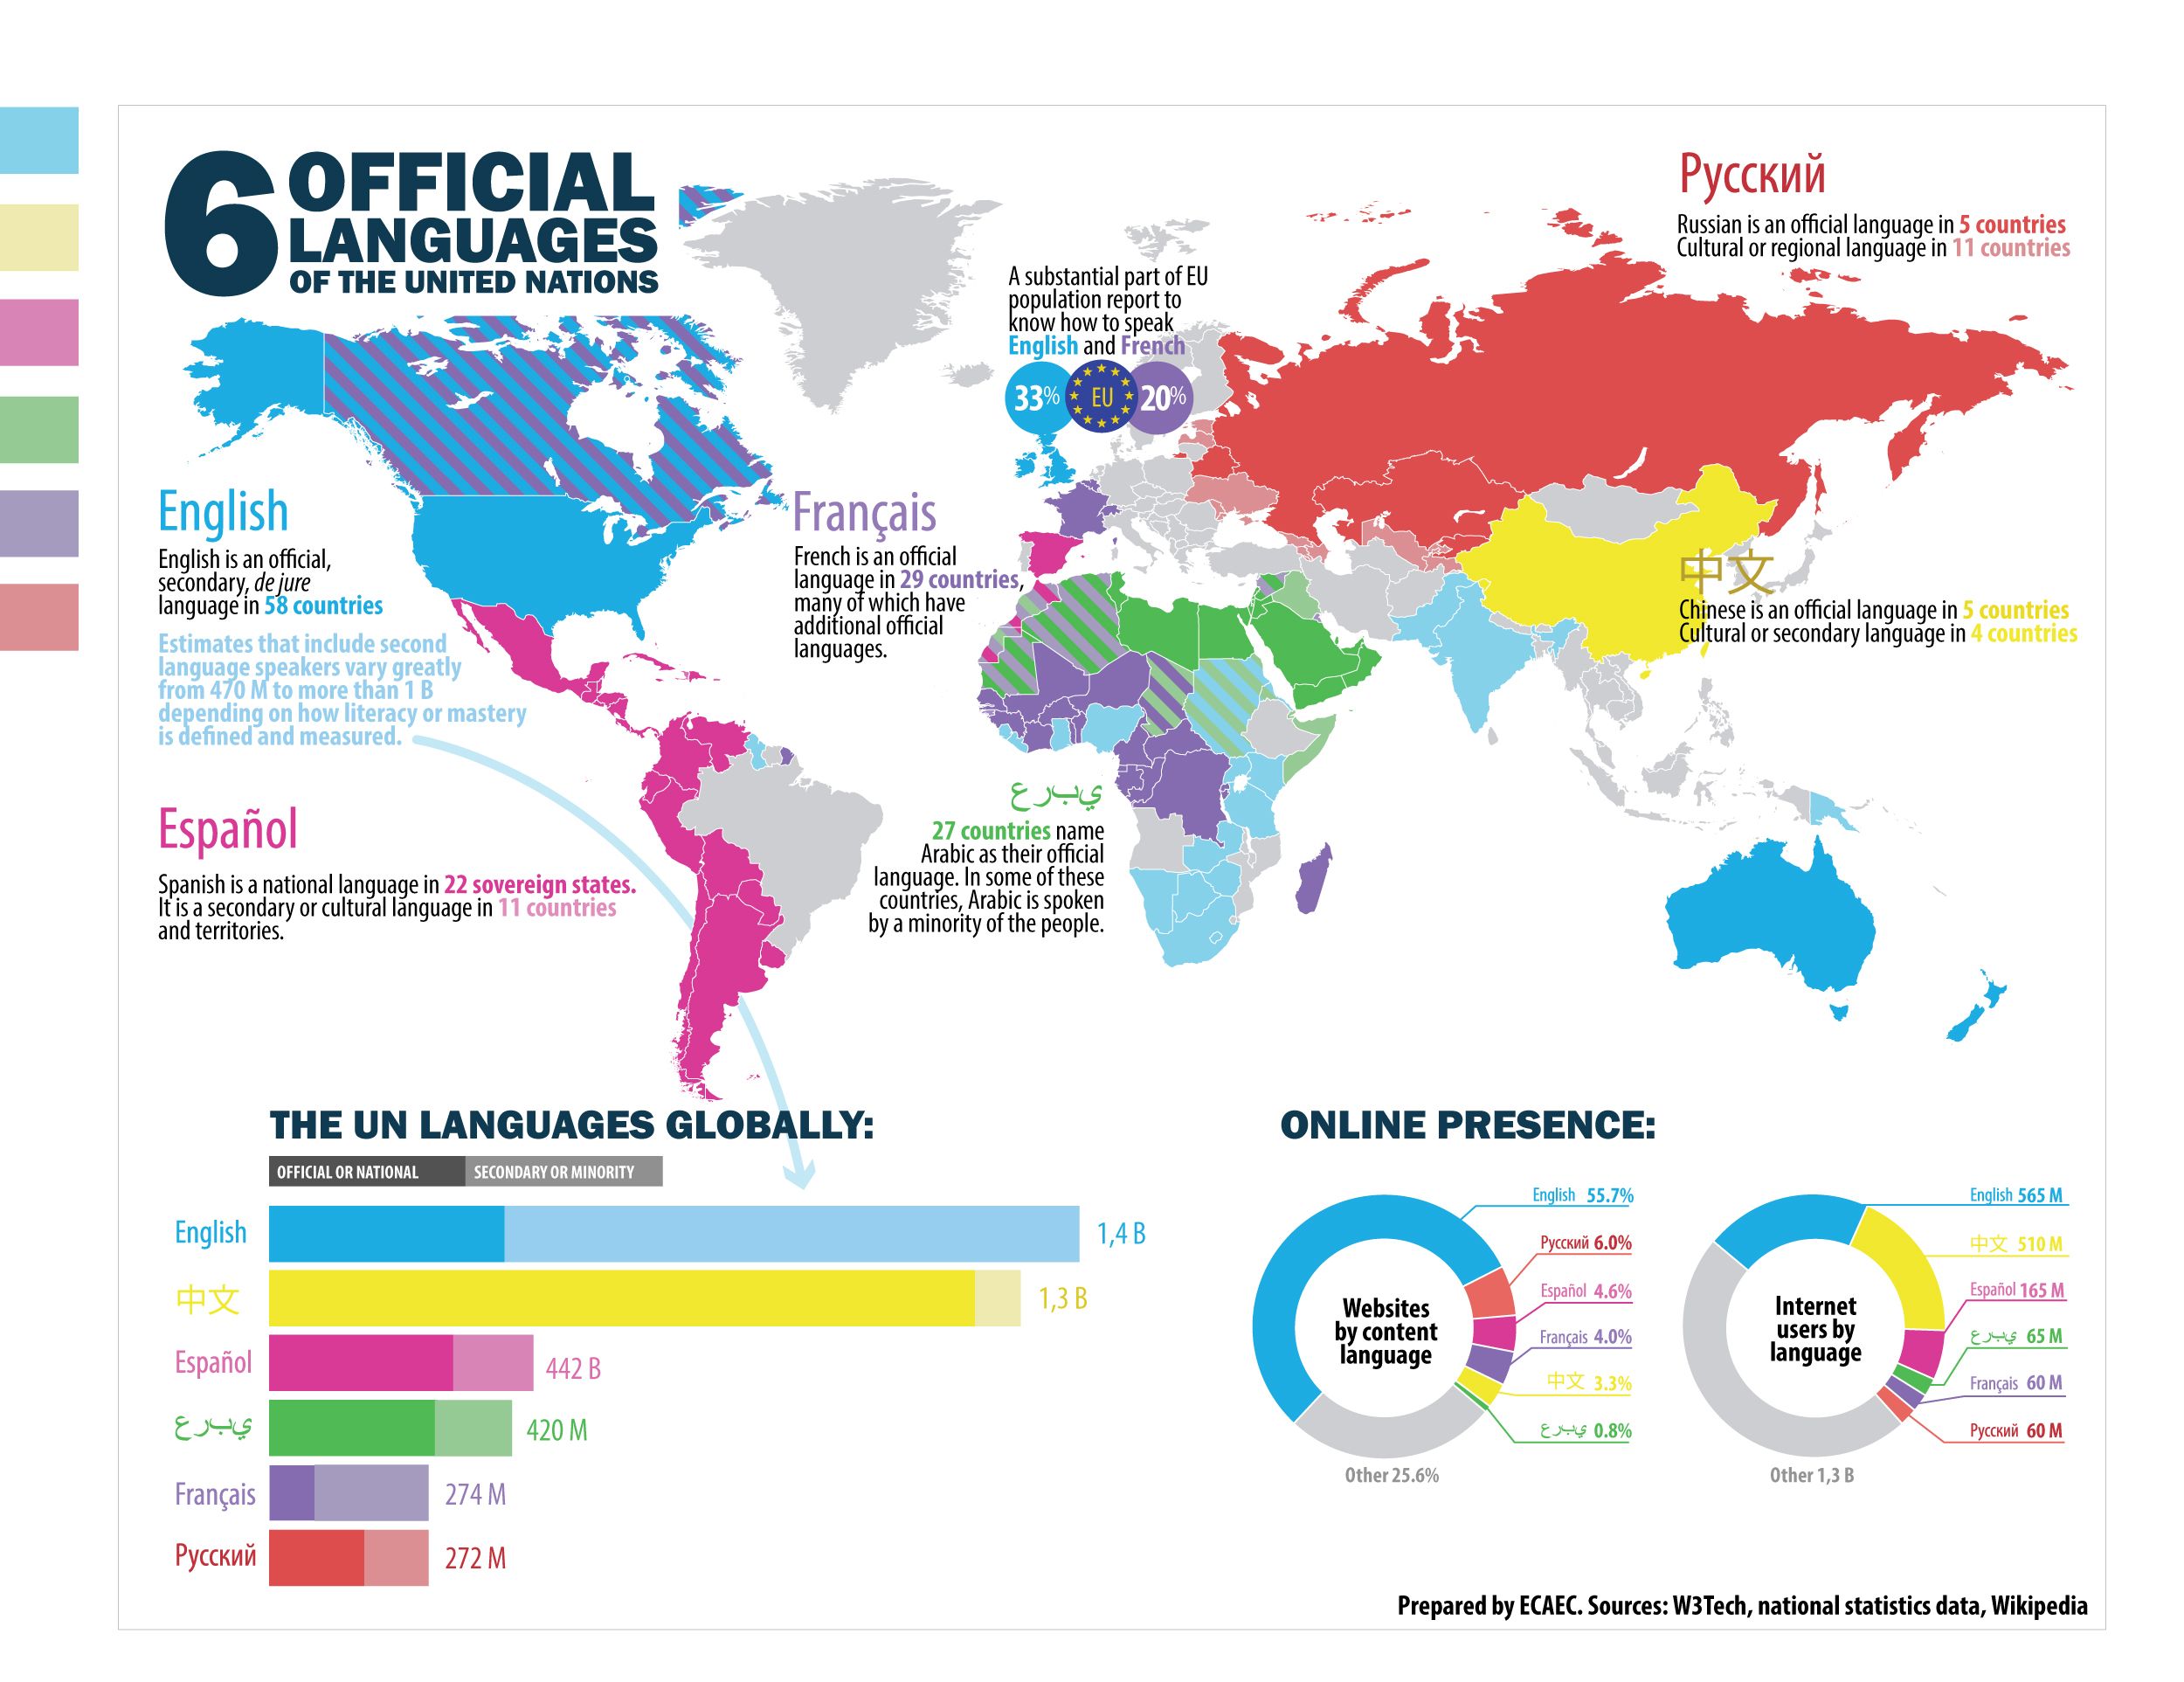 6 OFFICIAL
LANGUAGES
OF THE UNITED NATIONS
Русский
Russian is an official language in 5 countries
Cultural or regional language in 11 countries
A substantial part of EU
population report to
know how to speak
English and French
33% EU 20%
English
English is an official,
secondary, de jure
language in 58 countries
Estimates that include second
language speakers vary greatly
from 470 M to more than 1 B
depending on how literacy or mastery
is defined and measured.
Français
French is an official
language in 29 countries,
many of which have
additional official
languages.
中文
Chinese is an official language in 5 countries
Cultural or secondary language in 4 countries
Español
Spanish is a national language in 22 sovereign states.
It is a secondary or cultural language in 11 countries
and territories.
ي‌ب‌ر‌ع
27 countries name
Arabic as their official
language. In some of these
countries, Arabic is spoken
by a minority of the people.
THE UN LANGUAGES GLOBALLY:
OFFICIAL OR NATIONAL SECONDARY OR MINORITY
English 1,4 B
中文 1,3 B
Español 442 B
يبرع 420 M
Français 274 M
Русский 272 M
ONLINE PRESENCE:
Websites
by content
language
English 55.7%
Русский 6.0%
Español 4.6%
Français 4.0%
中文 3.3%
يبرع 0.8%
Other 25.6%
Internet
users by
language
English 565 M
中文 510 M
Español 165 M
يبرع 65 M
Français 60 M
Русский 60 M
Other 1,3 B
Prepared by ECAEC. Sources: W3Tech, national statistics data, Wikipedia